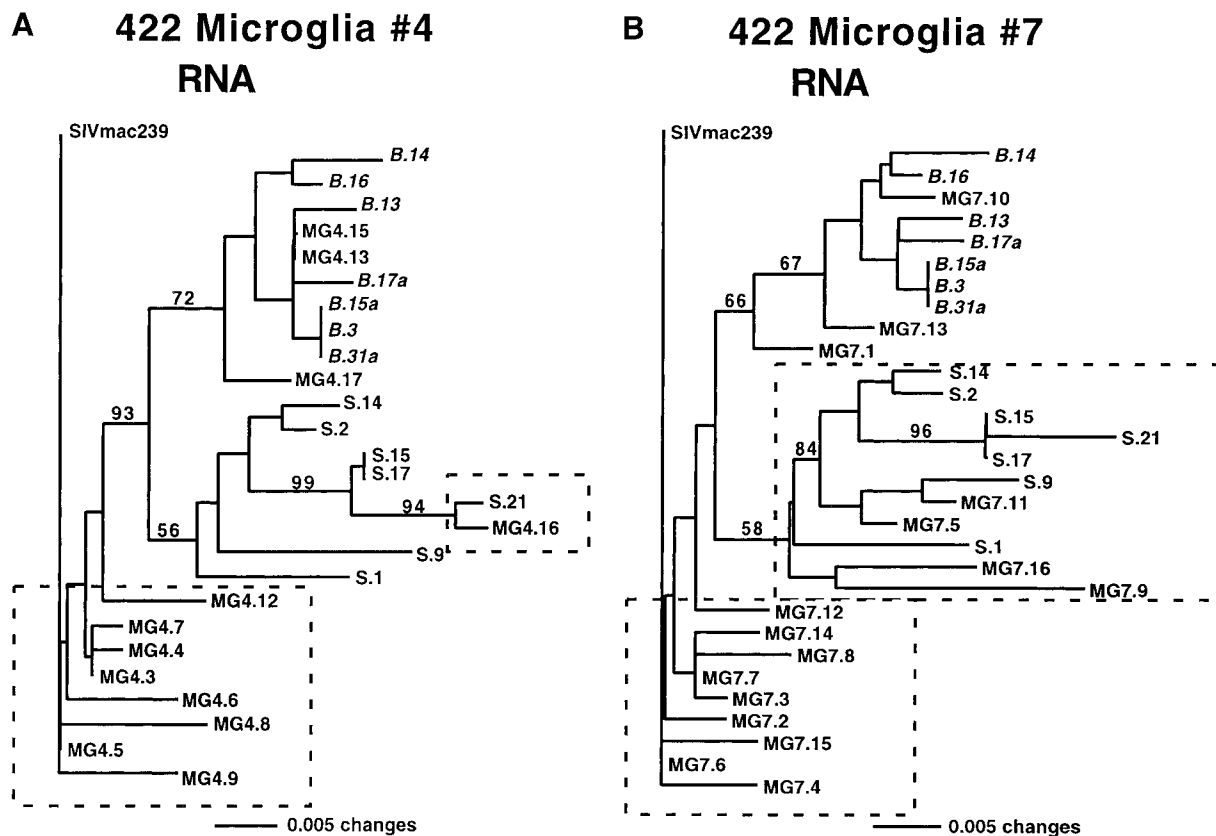 A
422 Microglia #4
RNA
SIVmac239
B.14
B.16
B.13
MG4.15
MG4.13
B.17a
B.15a
B.3
B.31a
72
MG4.17
93
S.14
S.2
S.15
S.17
99
S.21
94
MG4.16
56
S.9
S.1
MG4.12
MG4.7
MG4.4
MG4.3
MG4.6
MG4.8
MG4.5
MG4.9
0.005 changes
B
422 Microglia #7
RNA
SIVmac239
B.14
B.16
MG7.10
B.13
B.17a
B.15a
B.3
B.31a
67
66
MG7.13
MG7.1
S.14
S.2
S.15
96
S.21
S.17
84
S.9
MG7.11
MG7.5
58
S.1
MG7.16
MG7.9
MG7.12
MG7.14
MG7.8
MG7.7
MG7.3
MG7.2
MG7.15
MG7.6
MG7.4
0.005 changes